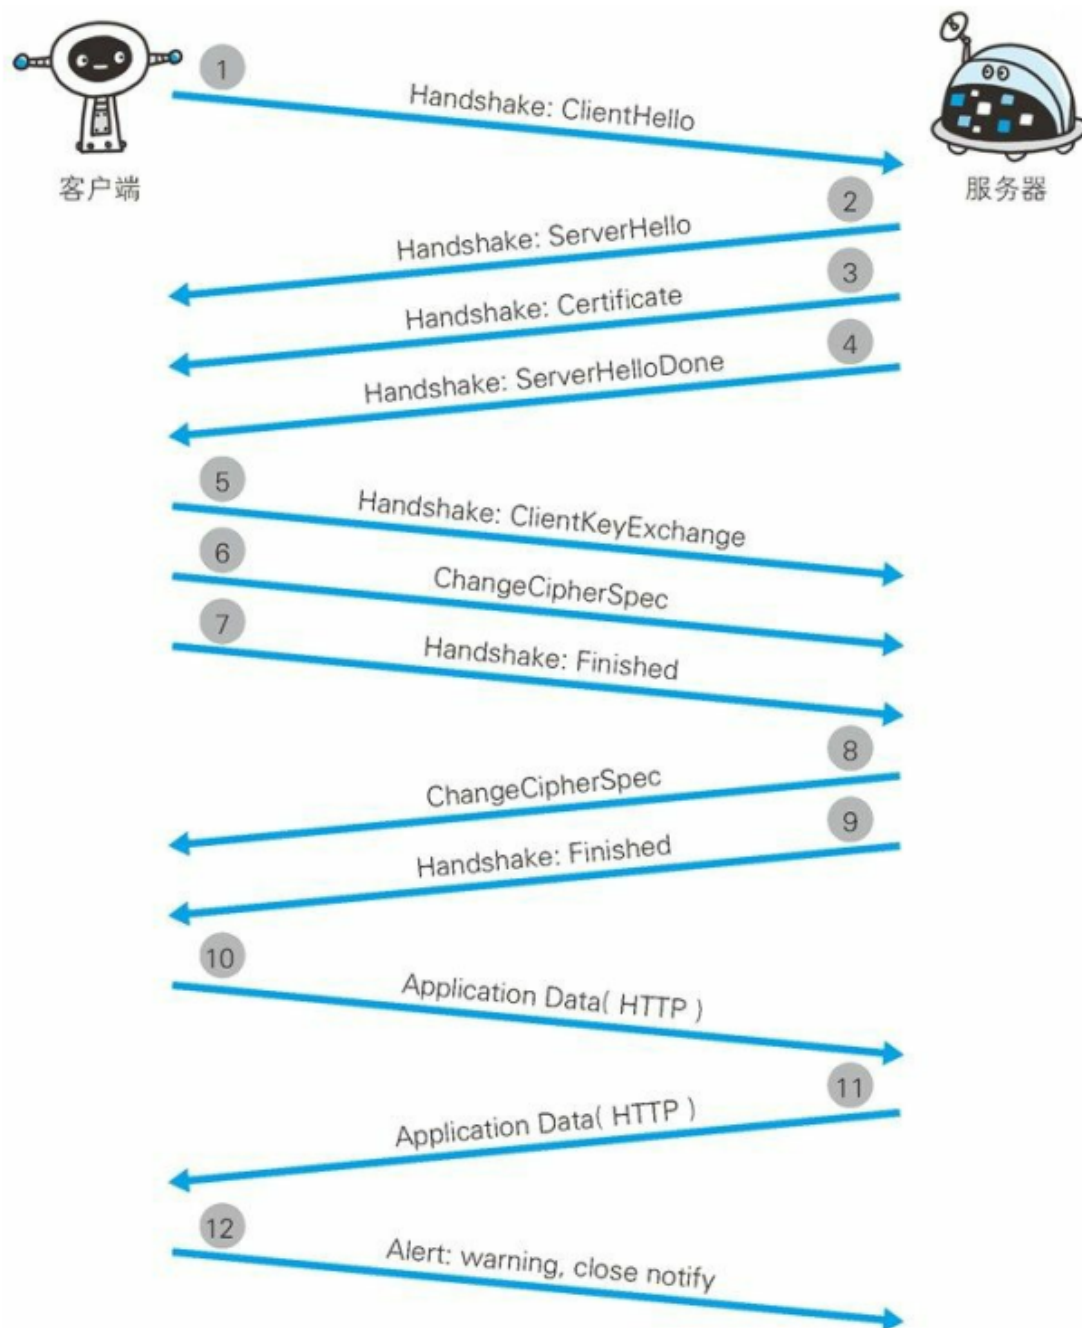 1
Handshake: ClientHello
客户端
服务器
2
Handshake: ServerHello
3
Handshake: Certificate
4
Handshake: ServerHelloDone
5
Handshake: ClientKeyExchange
6
ChangeCipherSpec
7
Handshake: Finished
8
ChangeCipherSpec
9
Handshake: Finished
10
Application Data( HTTP )
11
Application Data( HTTP )
12
Alert: warning, close notify